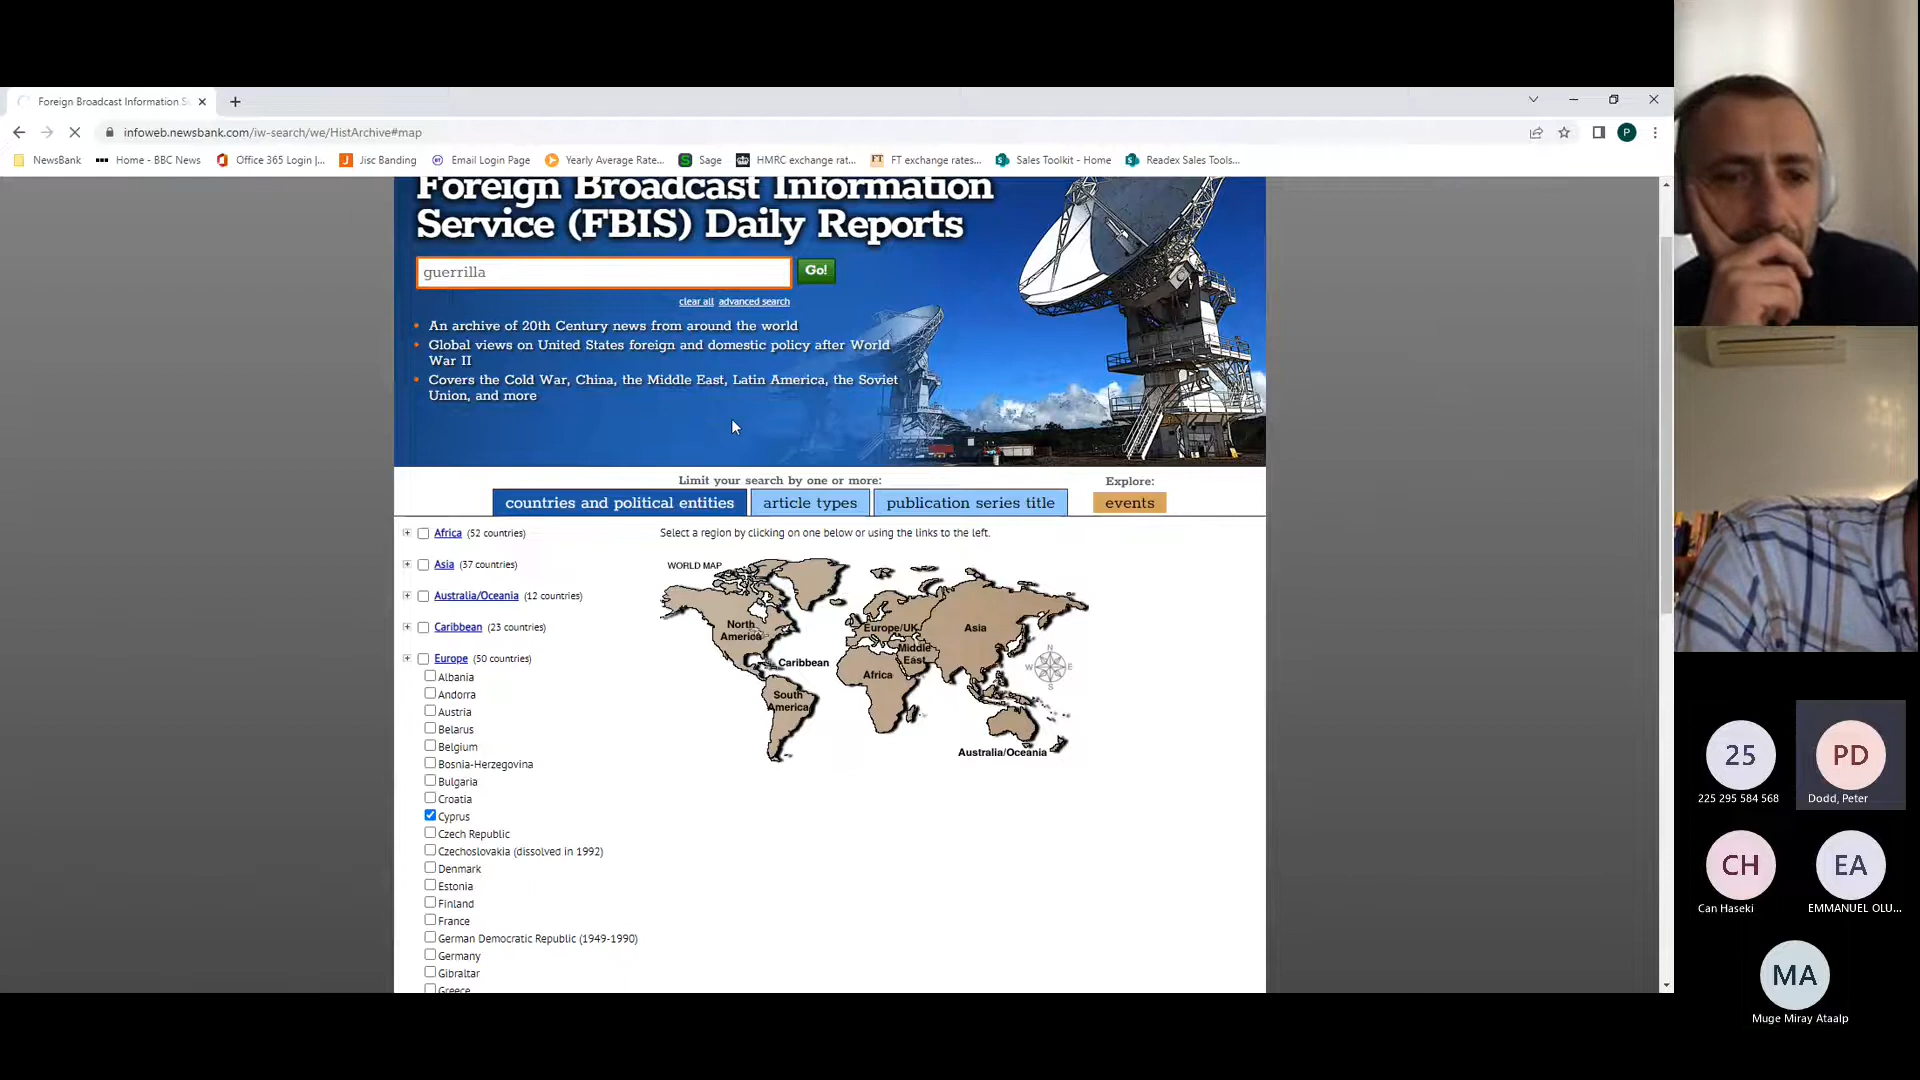 Foreign Broadcast Information S
infoweb.newsbank.com/iw-search/we/HistArchive#map
P
NewsBank
Home - BBC News
Office 365 Login |...
Jisc Banding
Email Login Page
Yearly Average Rate...
Sage
HMRC exchange rat...
FT exchange rates...
Sales Toolkit - Home
Readex Sales Tools...
Foreign Broadcast Information
Service (FBIS) Daily Reports
guerrilla
Go!
clear all advanced search
An archive of 20th Century news from around the world
Global views on United States foreign and domestic policy after World
War II
Covers the Cold War, China, the Middle East, Latin America, the Soviet
Union, and more
Limit your search by one or more:
Explore:
countries and political entities
article types
publication series title
events
Africa (52 countries)
Asia (37 countries)
Australia/Oceania (12 countries)
Caribbean (23 countries)
Europe (50 countries)
Albania
Andorra
Austria
Belarus
Belgium
Bosnia-Herzegovina
Bulgaria
Croatia
Cyprus
Czech Republic
Czechoslovakia (dissolved in 1992)
Denmark
Estonia
Finland
France
German Democratic Republic (1949-1990)
Germany
Gibraltar
Greece
Select a region by clicking on one below or using the links to the left.
WORLD MAP
North
America
Europe/UK
Asia
Middle
East
Caribbean
Africa
South
America
Australia/Oceania
N
W E
S
25
225 295 584 568
PD
Dodd, Peter
CH
Can Haseki
EA
EMMANUEL OLU...
MA
Muge Miray Ataalp